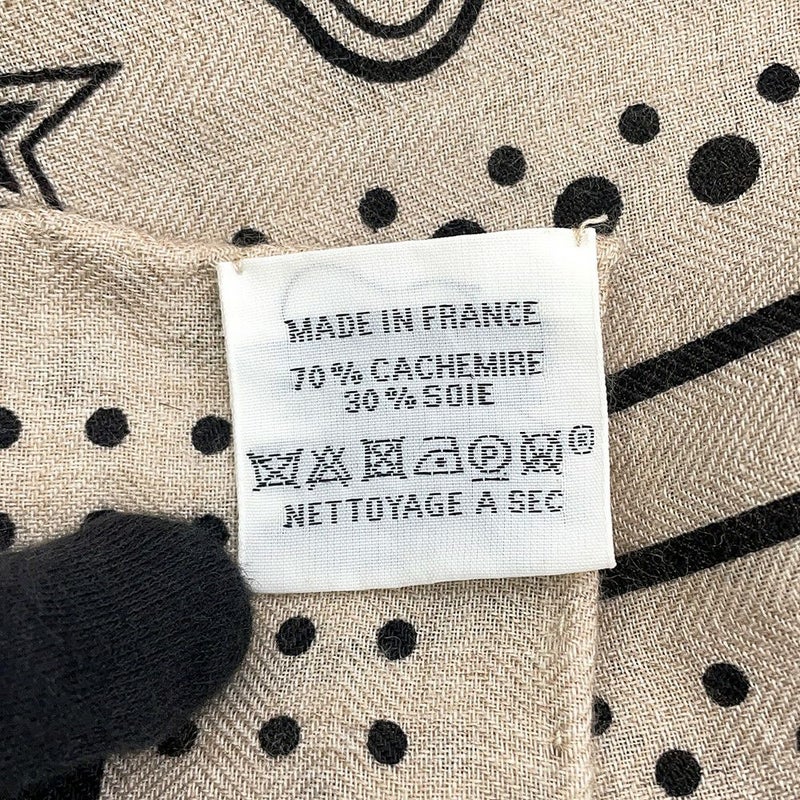 MADE IN FRANCE
70% CACHEMIRE
30% SOIE
®
NETTOYAGE A SEC